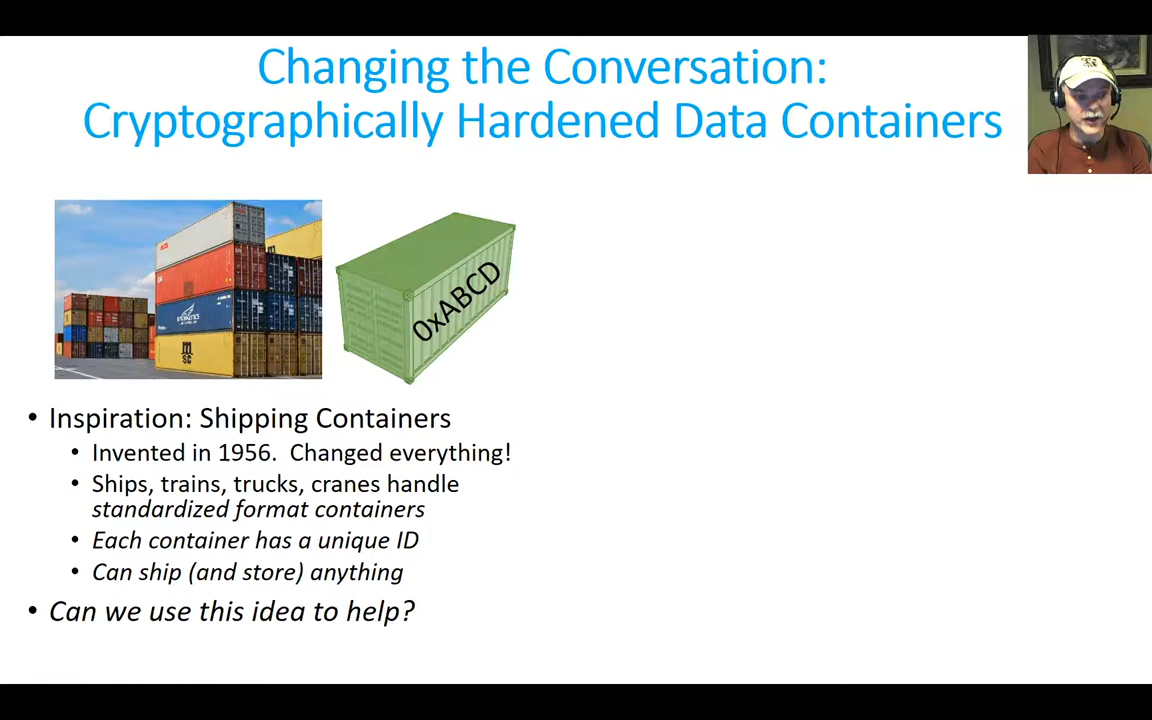 Changing the Conversation:
Cryptographically Hardened Data Containers
0xABCD
• Inspiration: Shipping Containers
• Invented in 1956.  Changed everything!
• Ships, trains, trucks, cranes handle
standardized format containers
• Each container has a unique ID
• Can ship (and store) anything
• Can we use this idea to help?